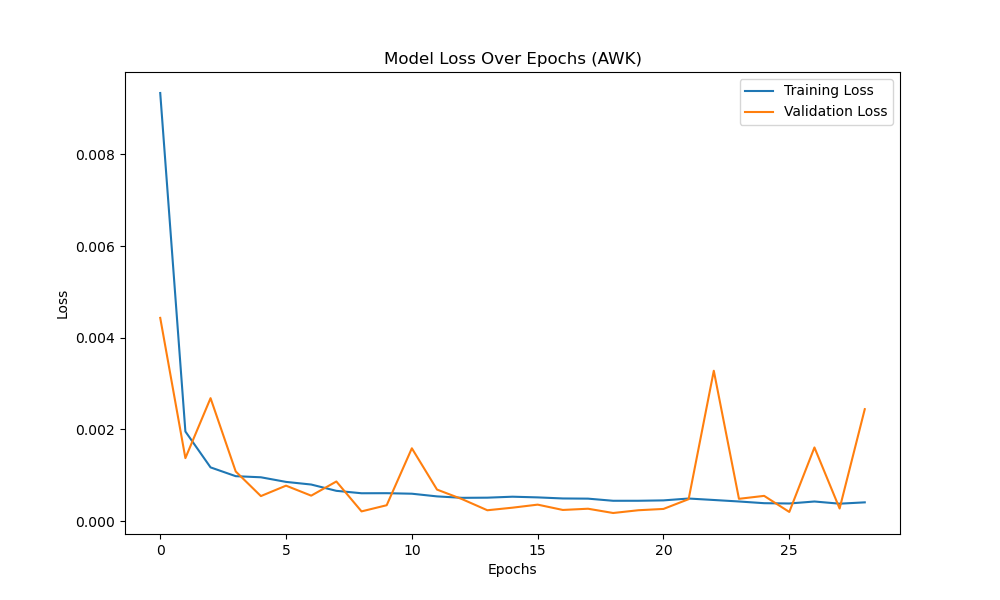 Model Loss Over Epochs (AWK)
Training Loss
Validation Loss
0.008
0.006
0.004
0.002
0.000
Loss
0 5 10 15 20 25
Epochs